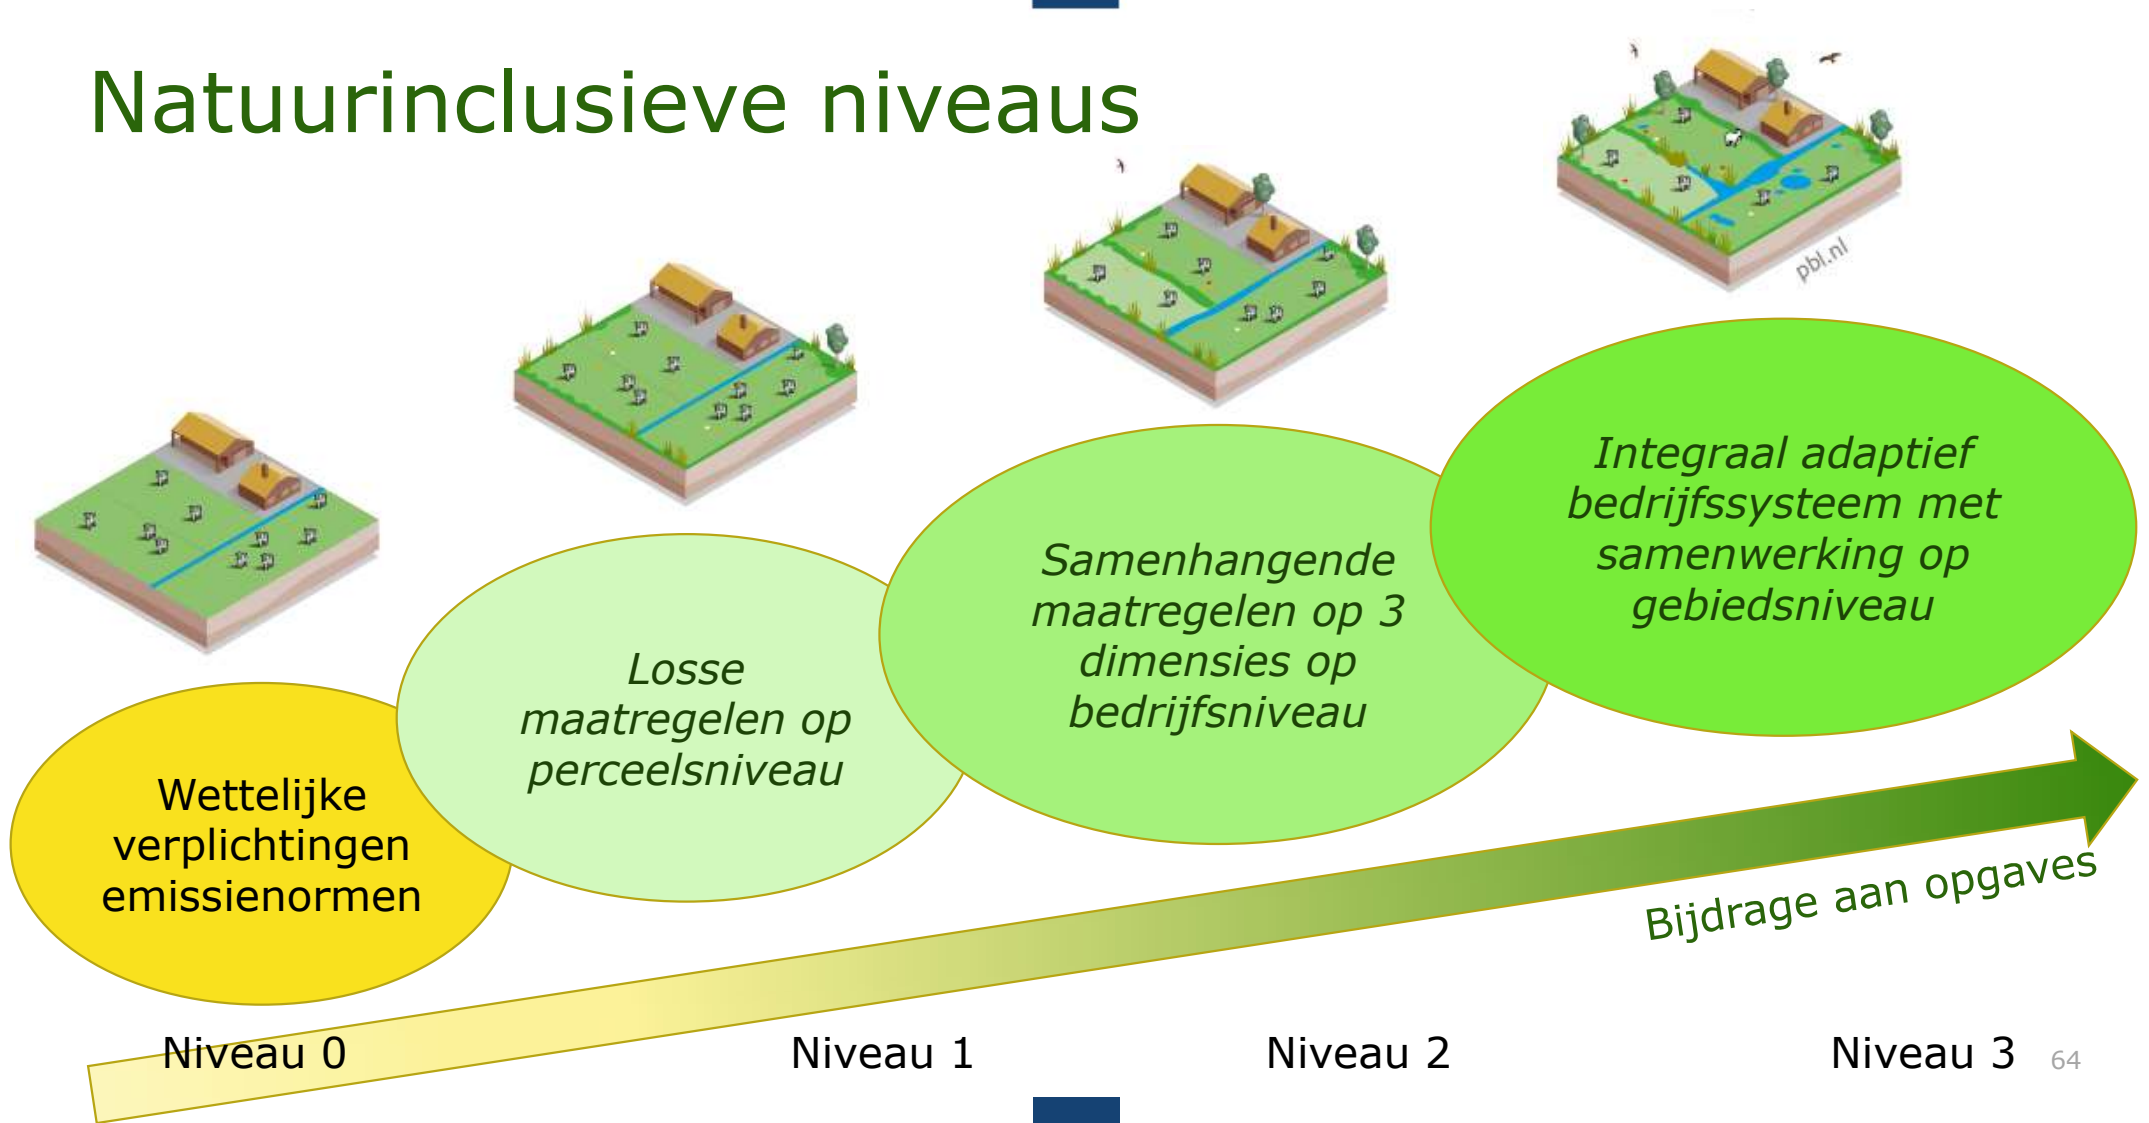 Natuurinclusieve niveaus
pbl.nl
Integraal adaptief
bedrijfssysteem met
samenwerking op
gebiedsniveau
Samenhangende
maatregelen op 3
dimensies op
bedrijfsniveau
Losse
maatregelen op
perceelsniveau
Wettelijke
verplichtingen
emissienormen
Bijdrage aan opgaves
Niveau 0
Niveau 1
Niveau 2
Niveau 3
64